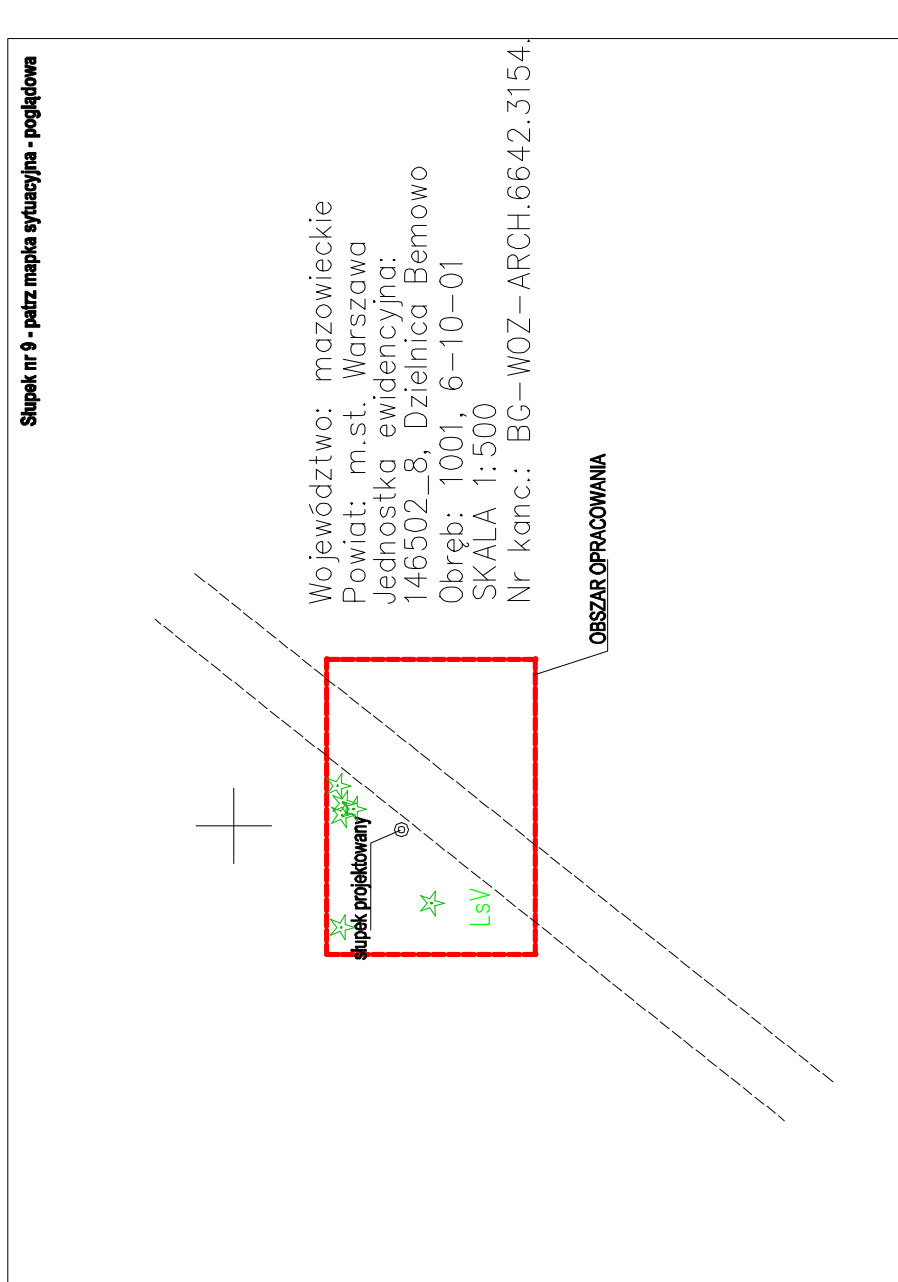 Słupek nr 9 - patrz mapka sytuacyjna - poglądowa
Województwo: mazowieckie
Powiat: m.st. Warszawa
Jednostka ewidencyjna:
146502_8, Dzielnica Bemowo
Obręb: 1001, 6-10-01
SKALA 1:500
Nr kanc.: BG-WOZ-ARCH.6642.3154.
słupek projektowany
LsV
OBSZAR OPRACOWANIA